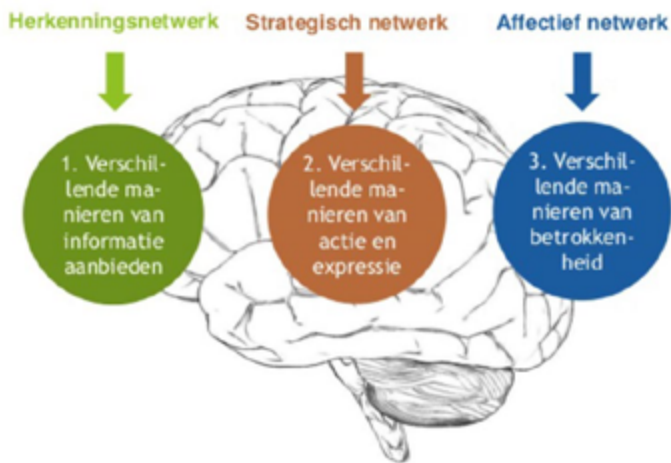 Herkenningsnetwerk
Strategisch netwerk
Affectief netwerk
1. Verschil-
lende ma-
nieren van
informatie
aanbieden
2. Verschil-
lende ma-
nieren van
actie en
expressie
3. Verschil-
lende ma-
nieren van
betrokken-
heid